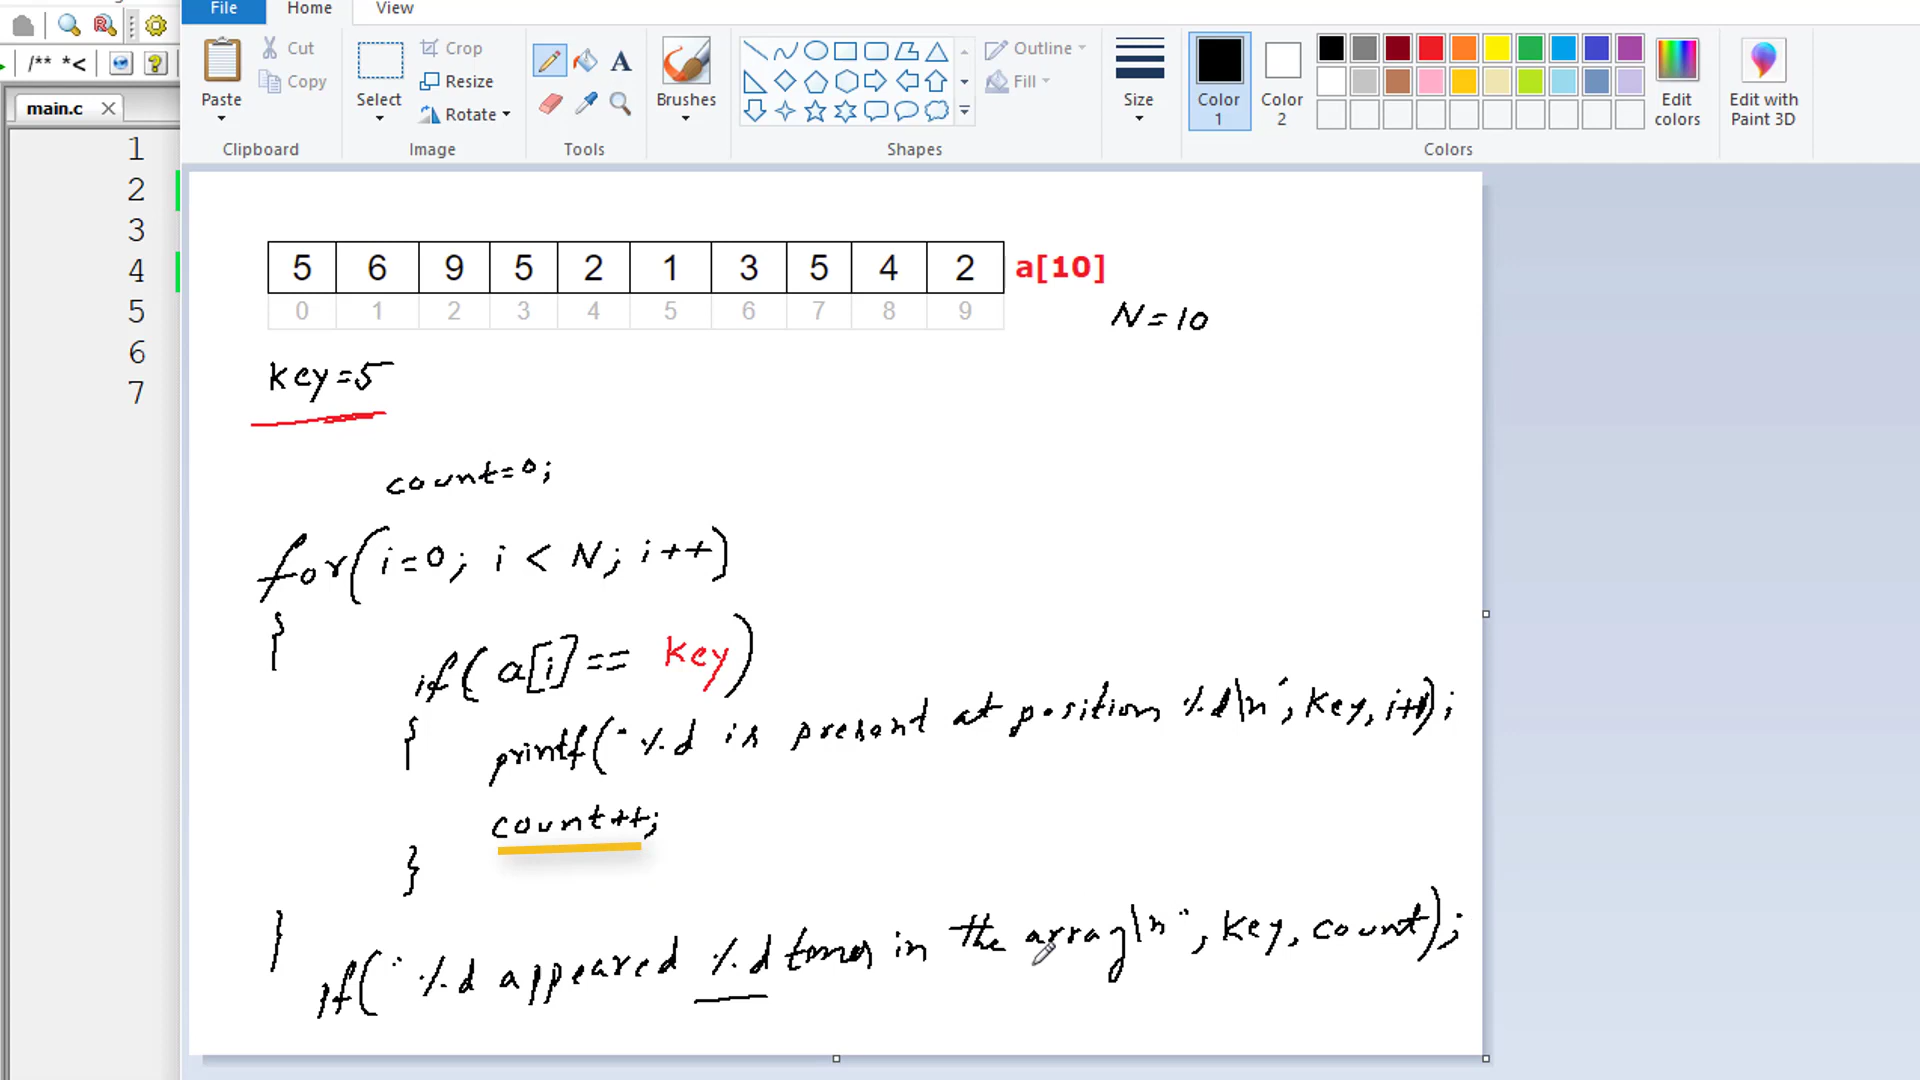 File Home View
Cut
Copy
Paste
Clipboard
Select
Crop
Resize
Rotate
Image
A
Tools
Brushes
Shapes
Outline
Fill
Size
Color 1
Color 2
Edit colors
Edit with Paint 3D
Colors
/** *<
main.c
1
2
3
4
5
6
7
5 6 9 5 2 1 3 5 4 2 a[10]
0 1 2 3 4 5 6 7 8 9
N=10
key=5
count=0;
for(i=0; i < N; i++)
{
if( a[i] == key)
{ printf(" %d is present at position %d\n", key, i+1);
count++;
}
}
pf(" %d appeared %d times in the array\n", key, count);